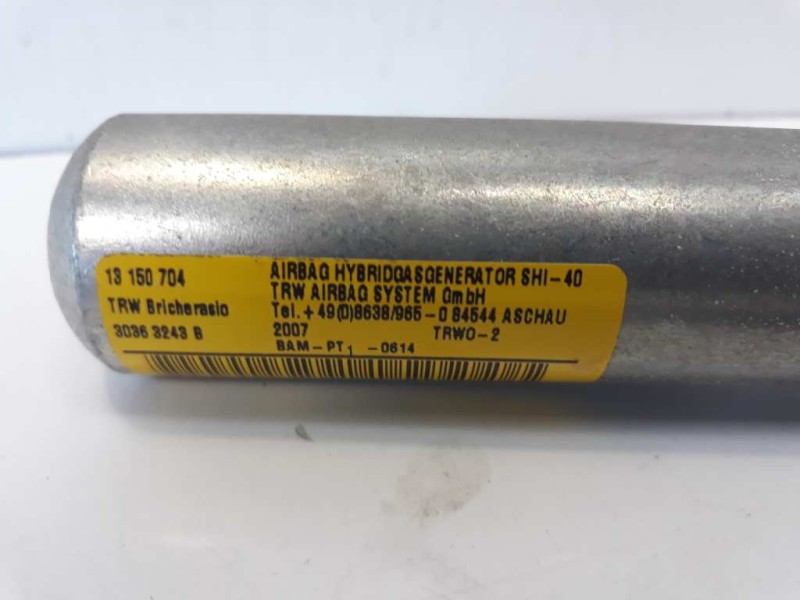 13 150 704
TRW Bricherasio
3036 3243 B
AIRBAG HYBRIDGASGENERATOR SHI-40
TRW AIRBAG SYSTEM GmbH
Tel.+49(0)8638/965-0 84544 ASCHAU
2007 TRWO-2
BAM-PT1 -0614